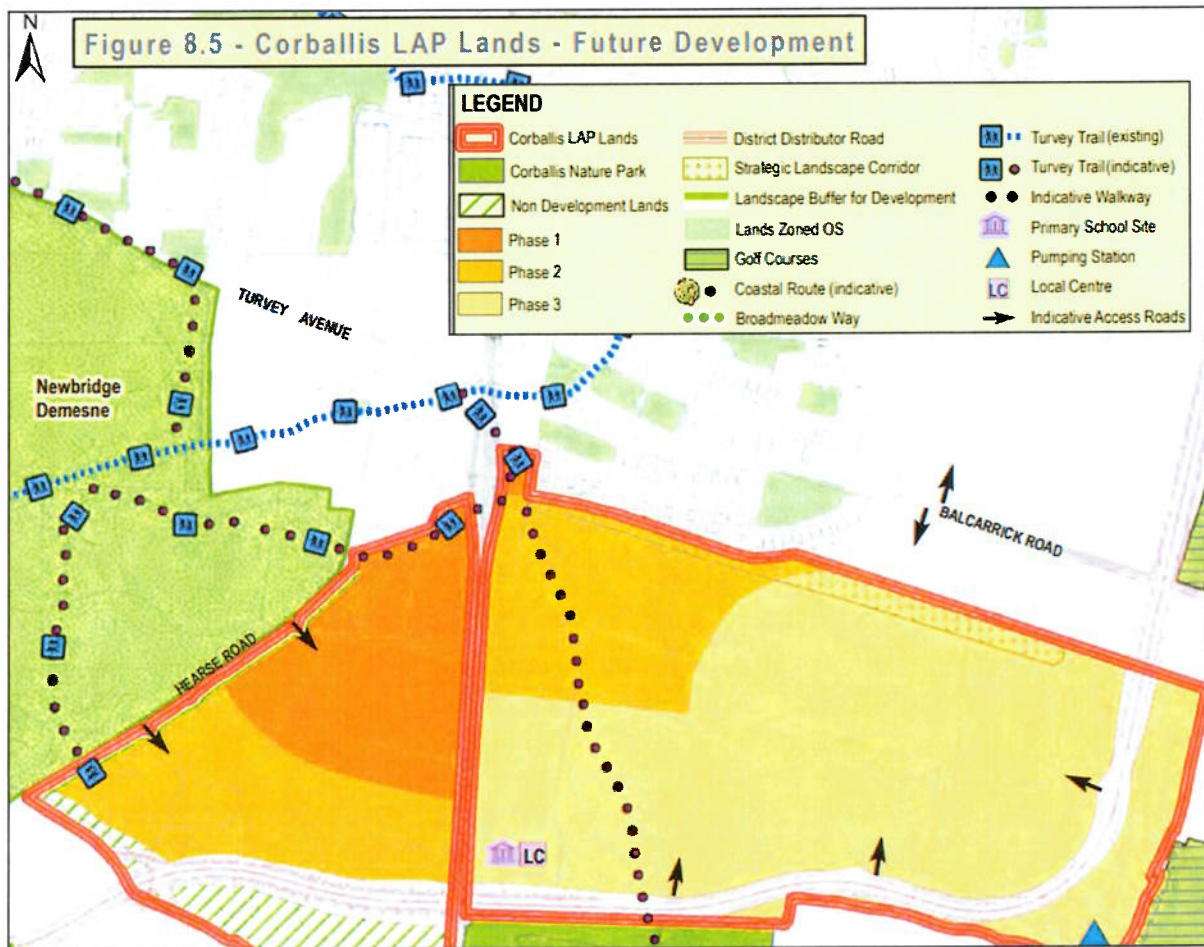 N
Figure 8.5 - Corballis LAP Lands - Future Development
LEGEND
Corballis LAP Lands
Corballis Nature Park
Non Development Lands
Phase 1
Phase 2
Phase 3
District Distributor Road
Strategic Landscape Corridor
Landscape Buffer for Development
Lands Zoned OS
Golf Courses
Coastal Route (indicative)
Broadmeadow Way
Turvey Trail (existing)
Turvey Trail (indicative)
Indicative Walkway
Primary School Site
Pumping Station
LC Local Centre
Indicative Access Roads
TURVEY AVENUE
Newbridge
Demesne
BALCARRICK ROAD
HEARSE ROAD
LC